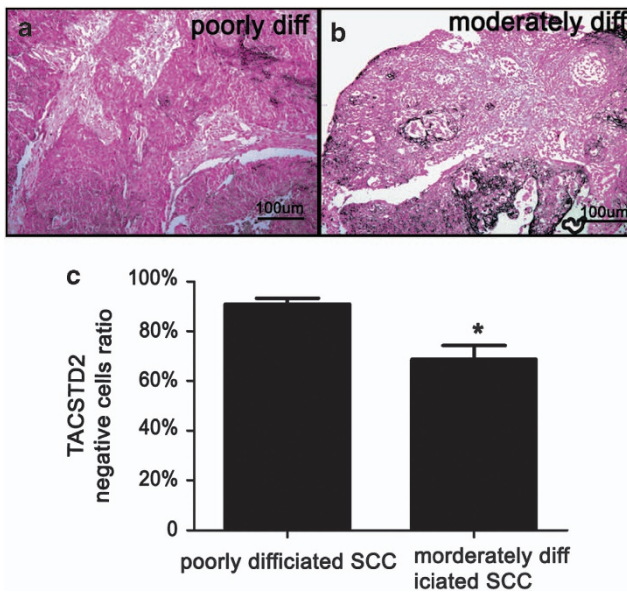 a
poorly diff
100um
b
moderately diff
100um
c
TACSTD2
negative cells ratio
100%
80%
60%
40%
20%
0
*
poorly difficiated SCC
morderately diff
iciated SCC